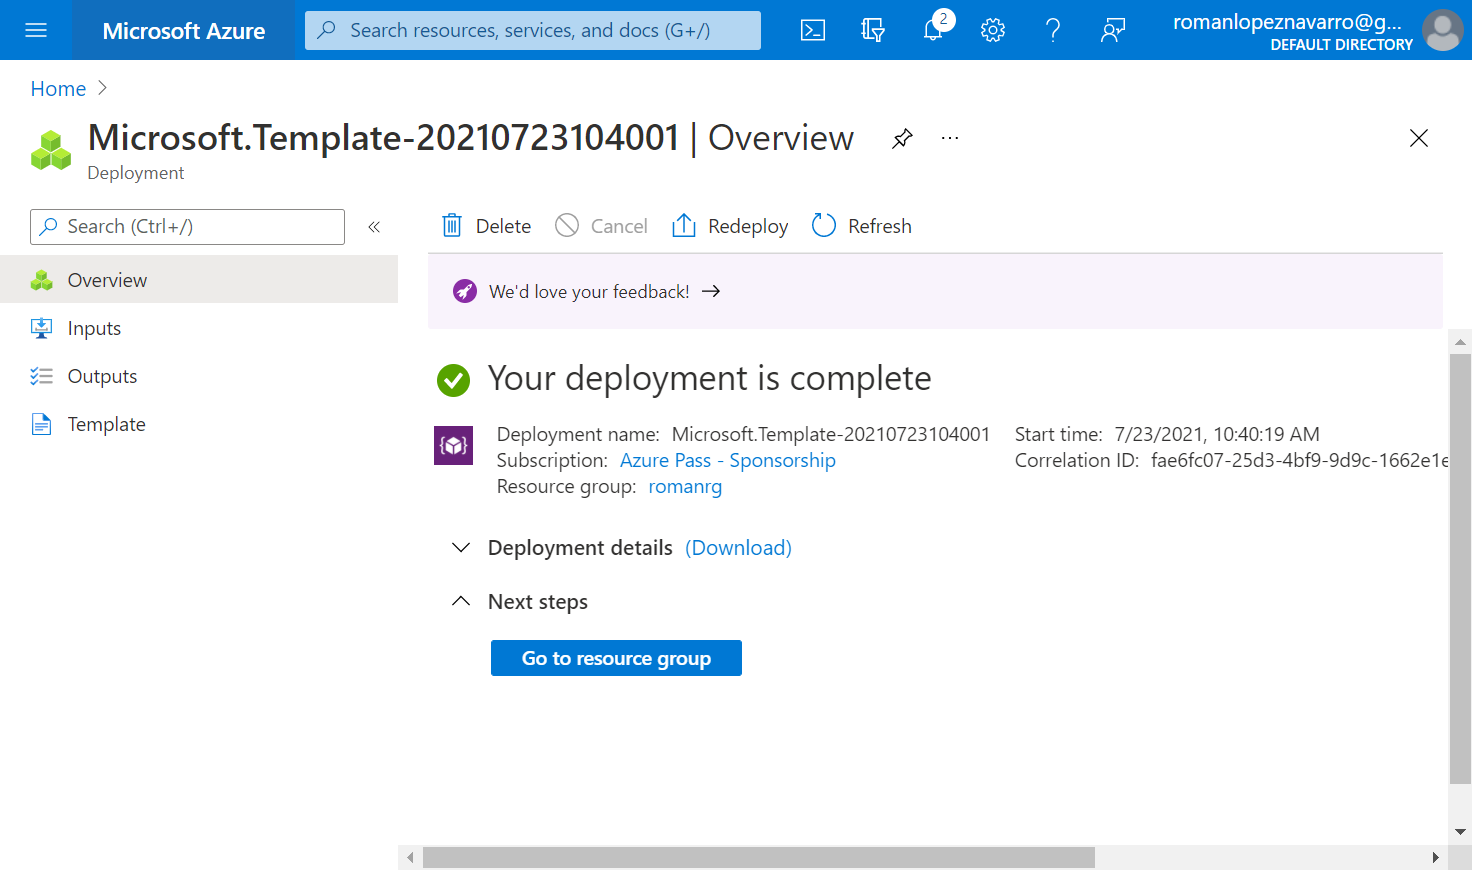 Microsoft Azure
Search resources, services, and docs (G+/)
2
romanlopeznavarro@g...
DEFAULT DIRECTORY
Home
Microsoft.Template-20210723104001 | Overview
Deployment
Search (Ctrl+/)
«
Delete
Cancel
Redeploy
Refresh
Overview
Inputs
Outputs
Template
We'd love your feedback! →
Your deployment is complete
Deployment name: Microsoft.Template-20210723104001
Subscription: Azure Pass - Sponsorship
Resource group: romanrg
Start time: 7/23/2021, 10:40:19 AM
Correlation ID: fae6fc07-25d3-4bf9-9d9c-1662e1e
Deployment details (Download)
Next steps
Go to resource group